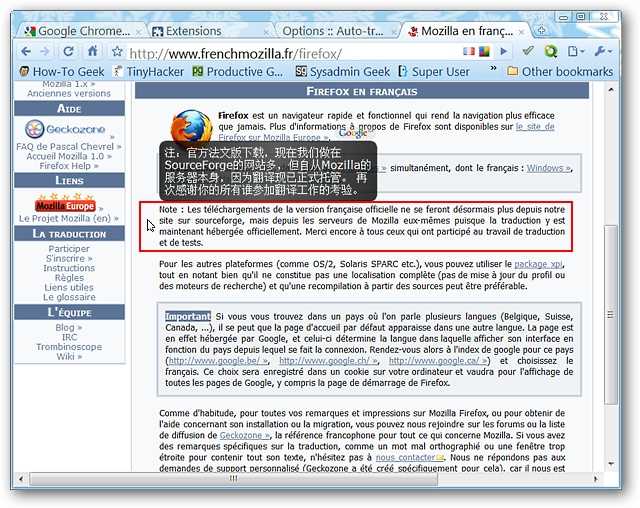 Google Chrome...
Extensions
Options :: Auto-tr...
Mozilla en franç...
http://www.frenchmozilla.fr/firefox/
How-To Geek
TinyHacker
Productive G...
Sysadmin Geek
Super User
»
Other bookmarks
Mozilla 1.x »
Anciennes versions
Aide
Geckozone »
FAQ de Pascal Chevrel »
Accueil Mozilla 1.0 »
Firefox Help »
Liens
Mozilla Europe »
Le Projet Mozilla (en) »
La traduction
Participer
S'inscrire »
Instructions
Règles
Liens utiles
Le glossaire
L'Équipe
Blog »
IRC
Trombinoscope
Wiki »
Firefox en français
Firefox est un navigateur rapide et fonctionnel qui rend la navigation plus efficace
que jamais. Plus d'informations à propos de Firefox sont disponibles sur le site de
Firefox sur Mozilla Europe ».
Google
注：官方法文版下载，现在我们做在
SourceForge的网站多，但自从Mozilla的
服务器本身，因为翻译现已正式托管。 再
次感谢你的所有谁参加翻译工作的考验。
» simultanément, dont le français : Windows »,
Note : Les téléchargements de la version française officielle ne se feront désormais plus depuis notre
site sur sourceforge, mais depuis les serveurs de Mozilla eux-mêmes puisque la traduction y est
maintenant hébergée officiellement. Merci encore à tous ceux qui ont participé au travail de traduction
et de tests.
Pour les autres plateformes (comme OS/2, Solaris SPARC etc.), vous pouvez utiliser le package xpi,
tout en notant bien qu'il ne constitue pas une localisation complète (pas de mise à jour du profil ou
des moteurs de recherche) et qu'une recompilation à partir des sources peut être préférable.
Important Si vous vous trouvez dans un pays où l'on parle plusieurs langues (Belgique, Suisse,
Canada, ...), il se peut que la page d'accueil par défaut apparaisse dans une autre langue. La page est
en effet hébergée par Google, et celui-ci détermine la langue dans laquelle afficher son interface en
fonction du pays depuis lequel se fait la connexion. Rendez-vous alors à l'index de google pour ce pays
(http://www.google.be/ », http://www.google.ch/ », http://www.google.ca/ ») et choisissez le
français. Ce choix sera enregistré dans un cookie sur votre ordinateur et vaudra pour l'affichage de
toutes les pages de Google, y compris la page de démarrage de Firefox.
Comme d'habitude, pour toutes vos remarques et impressions sur Mozilla Firefox, ou pour obtenir de
l'aide concernant son installation ou la migration, vous pouvez nous rejoindre sur les forums ou la liste
de diffusion de Geckozone », la référence francophone pour tout ce qui concerne Mozilla. Si vous avez
des remarques spécifiques sur la traduction, comme un mot mal orthographié ou une fenêtre trop
étroite pour contenir tout son texte, n'hésitez pas à nous contacter. Nous ne répondons pas aux
demandes de support personnalisé (Geckozone a été créé spécifiquement pour cela), car il nous est